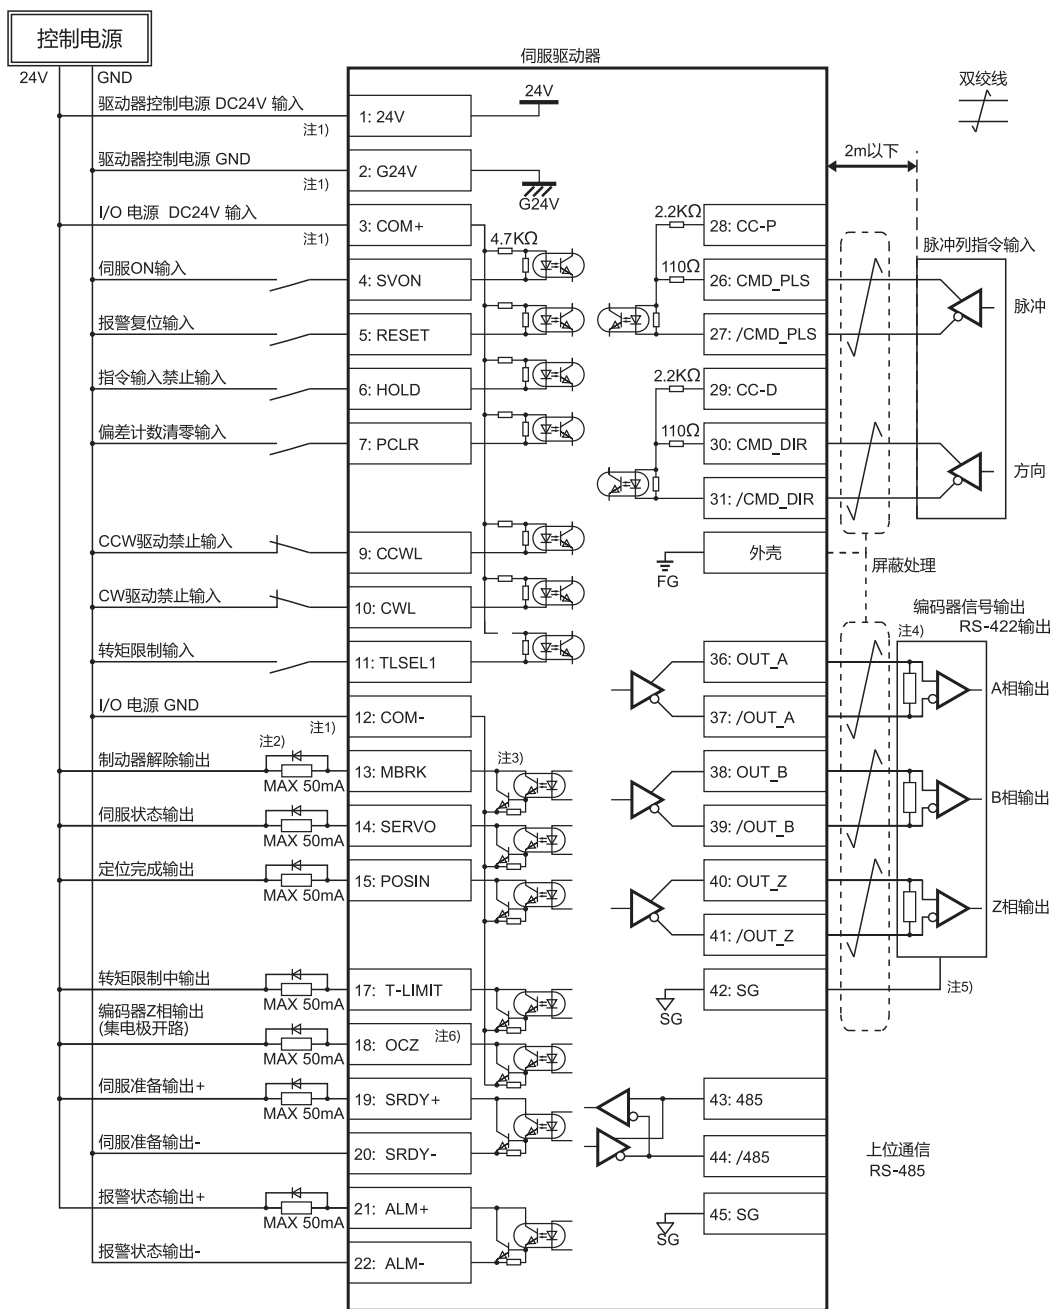 控制电源
24V
GND
伺服驱动器
双绞线
驱动器控制电源 DC24V 输入
注1)
1: 24V
24V
2m以下
驱动器控制电源 GND
注1)
2: G24V
G24V
I/O 电源 DC24V 输入
注1)
3: COM+
4.7KΩ
2.2KΩ
28: CC-P
脉冲列指令输入
伺服ON输入
4: SVON
110Ω
26: CMD_PLS
脉冲
报警复位输入
5: RESET
27: /CMD_PLS
指令输入禁止输入
6: HOLD
2.2KΩ
29: CC-D
偏差计数清零输入
7: PCLR
110Ω
30: CMD_DIR
方向
31: /CMD_DIR
CCW驱动禁止输入
9: CCWL
FG
外壳
屏蔽处理
CW驱动禁止输入
10: CWL
编码器信号输出
RS-422输出
注4)
转矩限制输入
11: TLSEL1
36: OUT_A
A相输出
I/O 电源 GND
注1)
12: COM-
37: /OUT_A
制动器解除输出
注2)
MAX 50mA
13: MBRK
注3)
38: OUT_B
B相输出
伺服状态输出
MAX 50mA
14: SERVO
39: /OUT_B
定位完成输出
MAX 50mA
15: POSIN
40: OUT_Z
Z相输出
41: /OUT_Z
转矩限制中输出
MAX 50mA
17: T-LIMIT
SG
42: SG
注5)
编码器Z相输出
(集电极开路)
MAX 50mA
18: OCZ
注6)
伺服准备输出+
MAX 50mA
19: SRDY+
43: 485
伺服准备输出-
20: SRDY-
44: /485
上位通信
RS-485
报警状态输出+
MAX 50mA
21: ALM+
SG
45: SG
报警状态输出-
22: ALM-